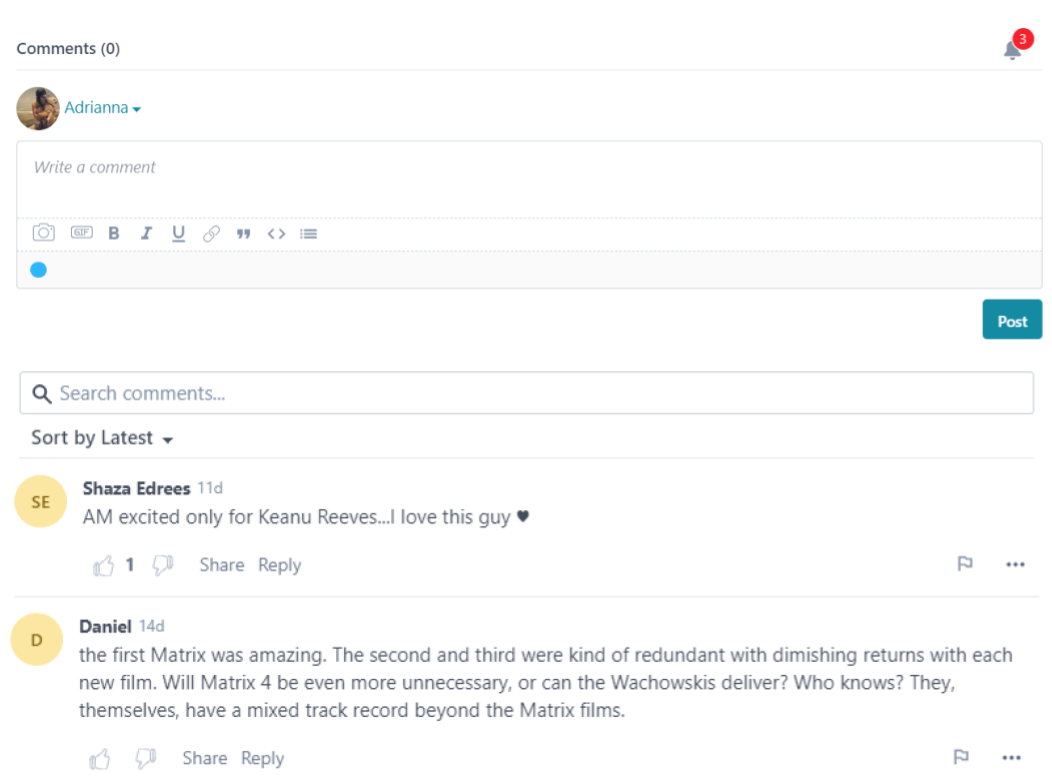 Comments (0)
3
Adrianna
Write a comment
GIF B I U
Post
Search comments...
Sort by Latest
SE
Shaza Edrees 11d
AM excited only for Keanu Reeves...I love this guy ♥
1 Share Reply
D
Daniel 14d
the first Matrix was amazing. The second and third were kind of redundant with dimishing returns with each
new film. Will Matrix 4 be even more unnecessary, or can the Wachowskis deliver? Who knows? They,
themselves, have a mixed track record beyond the Matrix films.
Share Reply